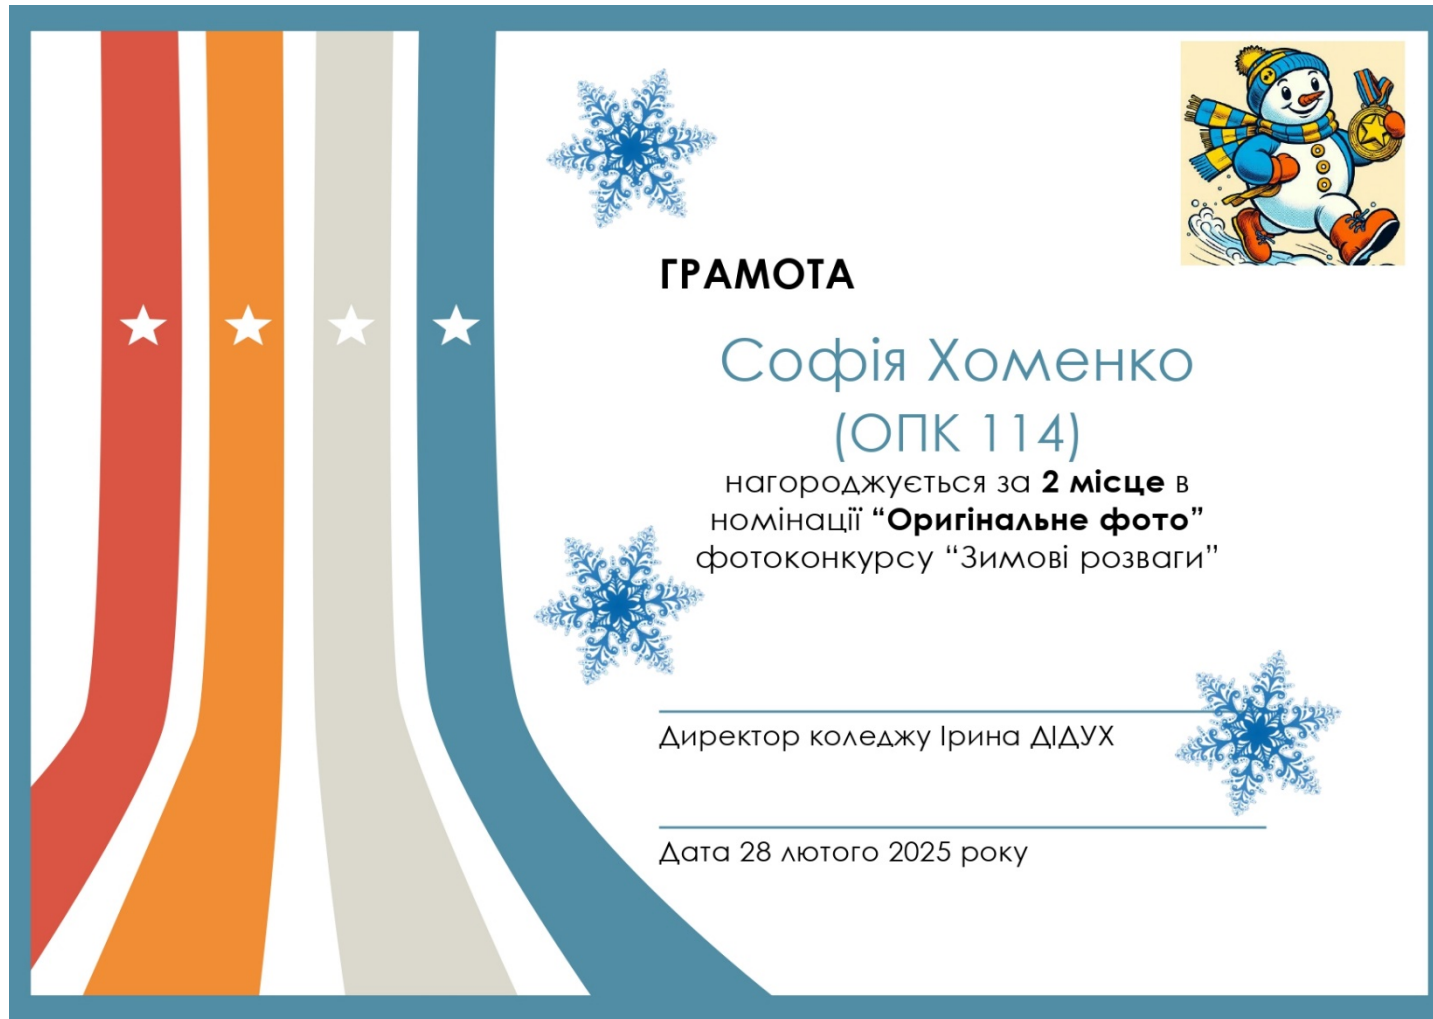 ГРАМОТА
Софія Хоменко
(ОПК 114)
нагороджується за 2 місце в
номінації “Оригінальне фото”
фотоконкурсу “Зимові розваги”
Директор коледжу Ірина ДІДУХ
Дата 28 лютого 2025 року